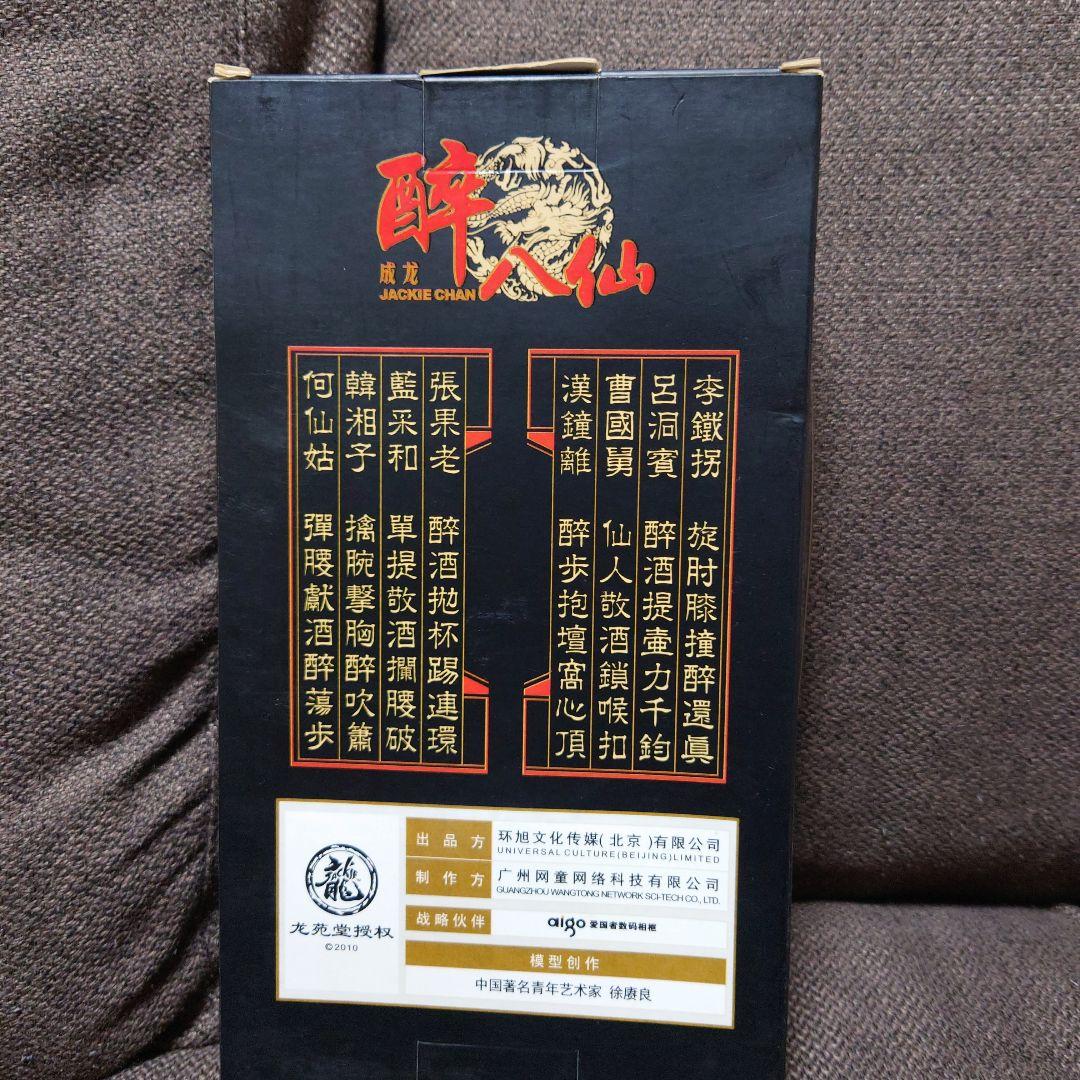 醉八仙
成龙
JACKIE CHAN
李鐵拐 旋肘膝撞醉還眞
呂洞賓 醉酒提壷力千鈞
曹國舅 仙人敬酒鎖喉扣
漢鐘離 醉步抱壇窩心頂
張果老 醉酒抛杯踢連環
藍采和 單提敬酒攔腰破
韓湘子 擒腕擊胸醉吹簫
何仙姑 彈腰獻酒醉蕩步
龍
龙苑堂授权
©2010
出品方 环旭文化传媒(北京)有限公司
UNIVERSAL CULTURE(BEIJING)LIMITED
制作方 广州网童网络科技有限公司
GUANGZHOU WANGTONG NETWORK SCI-TECH CO., LTD.
战略伙伴 aigo 爱国者数码相框
模型创作
中国著名青年艺术家 徐赓良